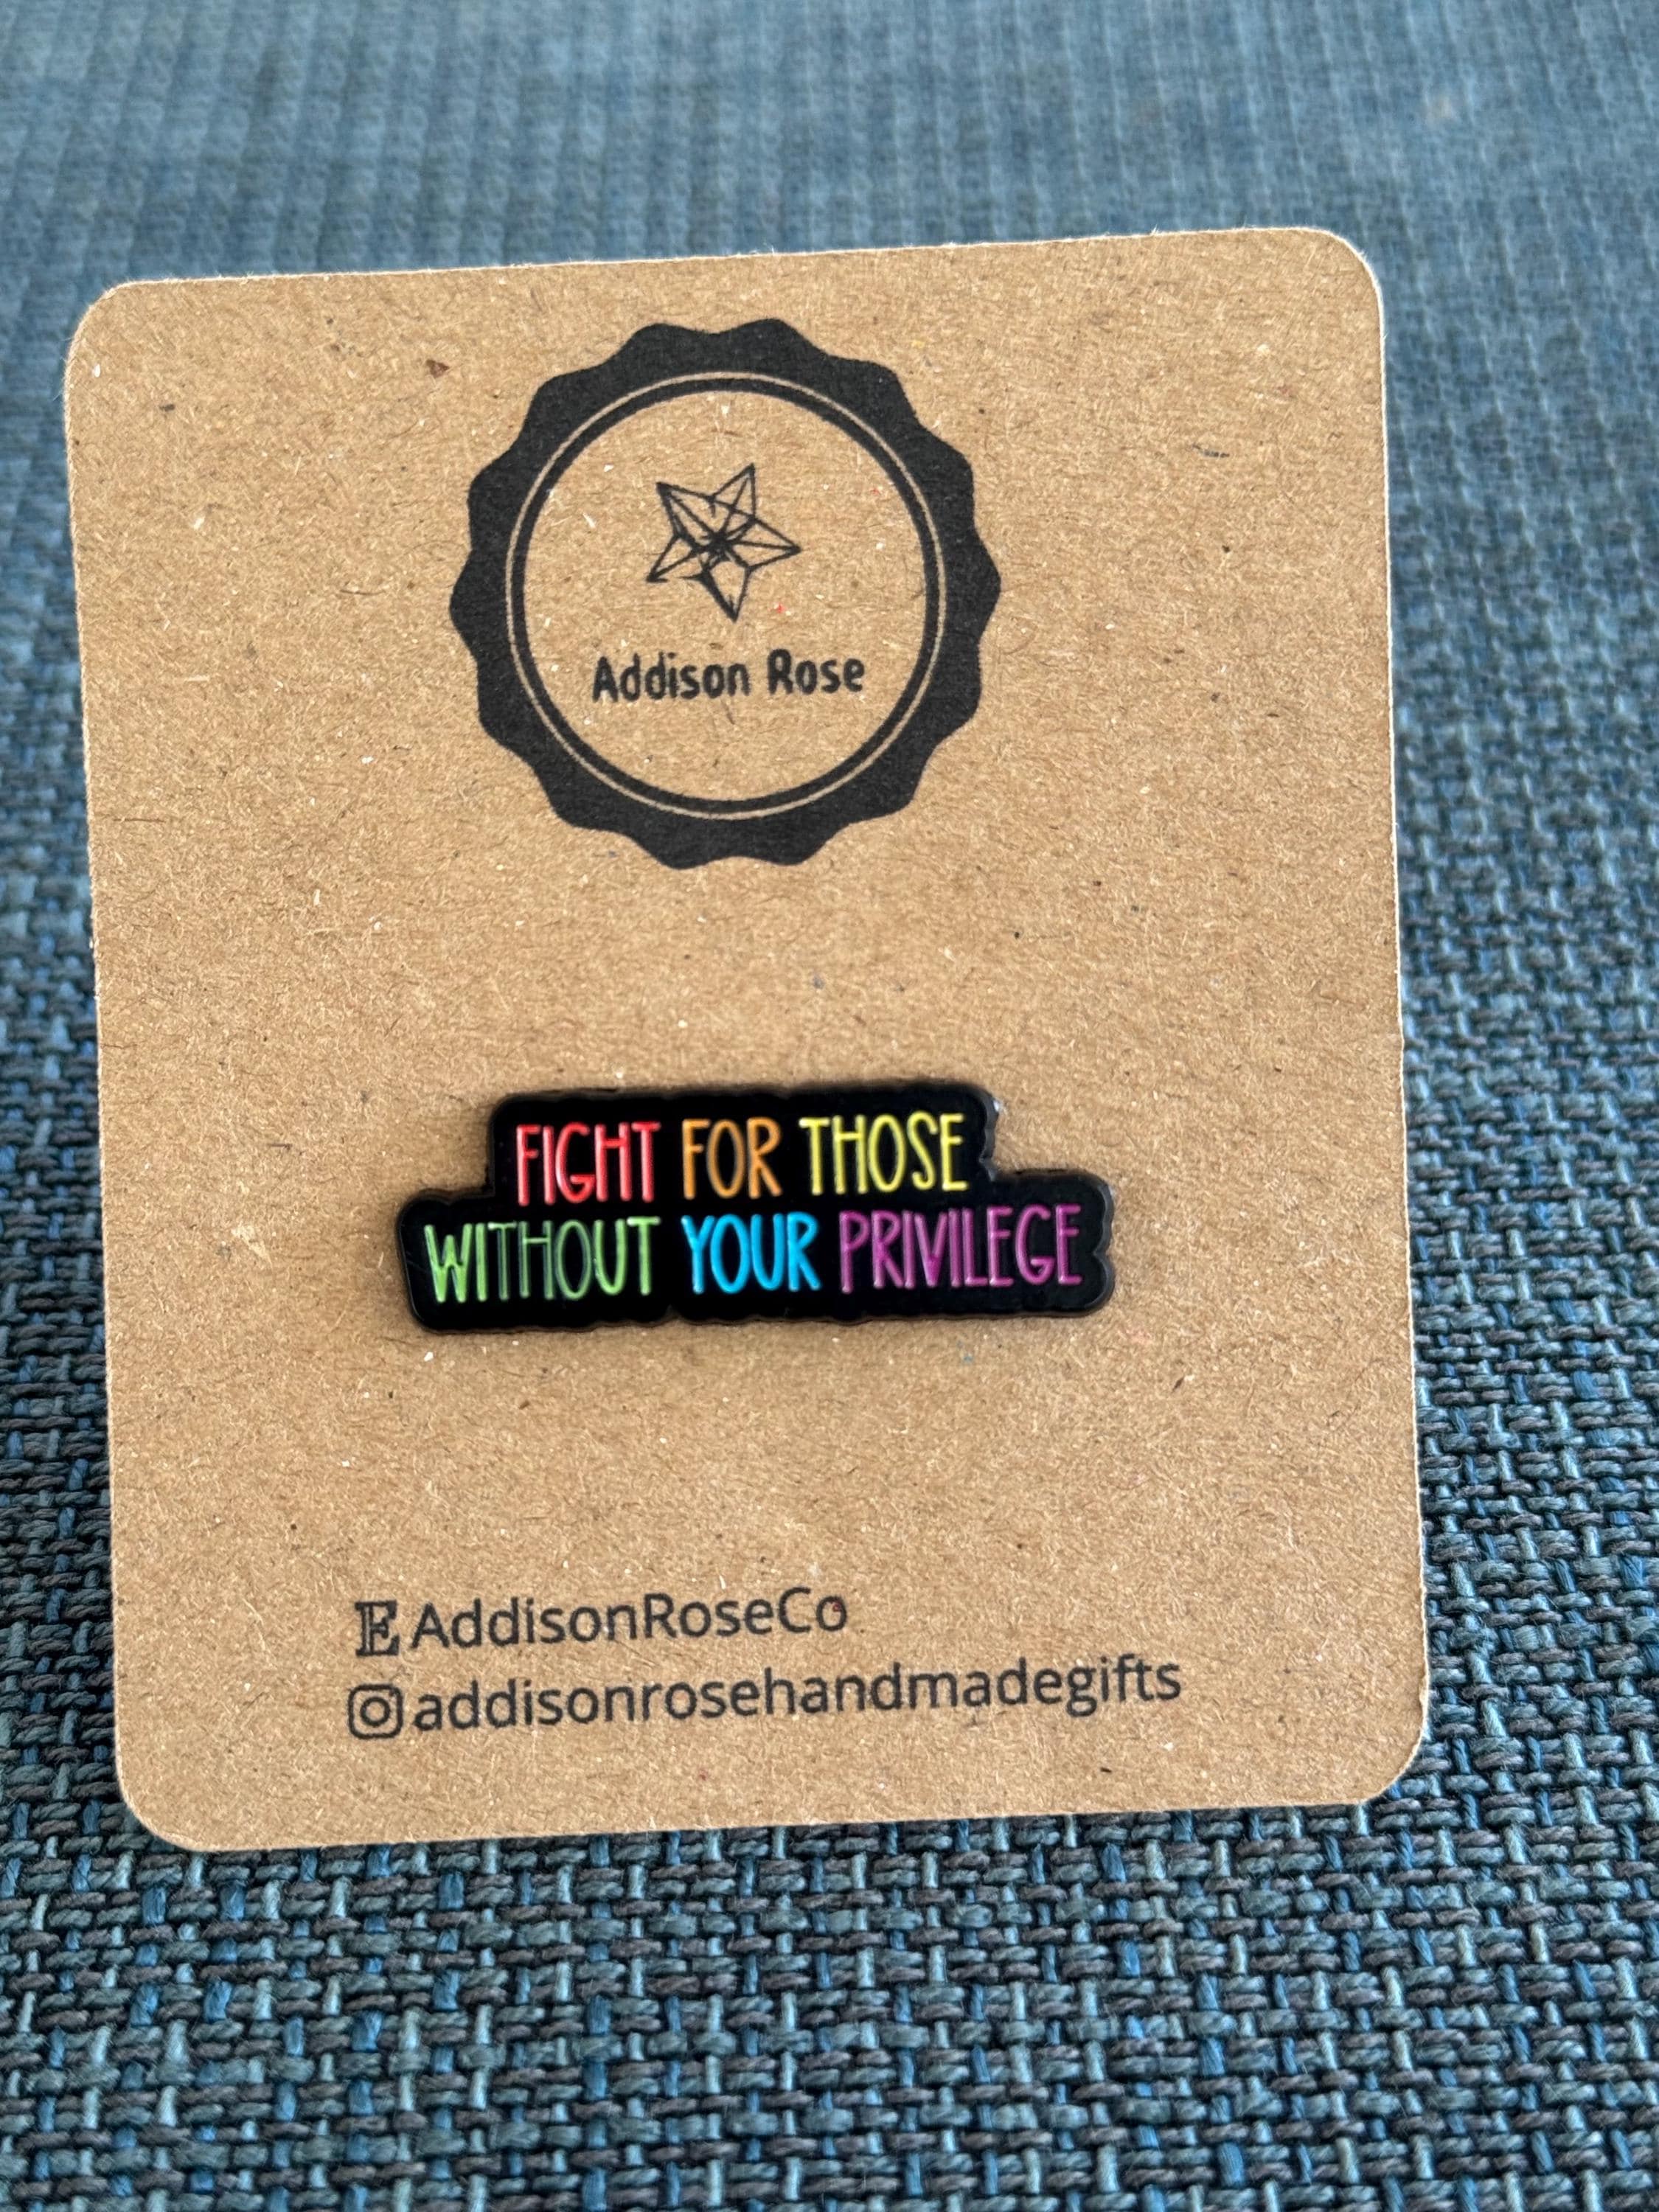 Addison Rose
FIGHT FOR THOSE
WITHOUT YOUR PRIVILEGE
E AddisonRoseCo
addisonrosehandmadegifts